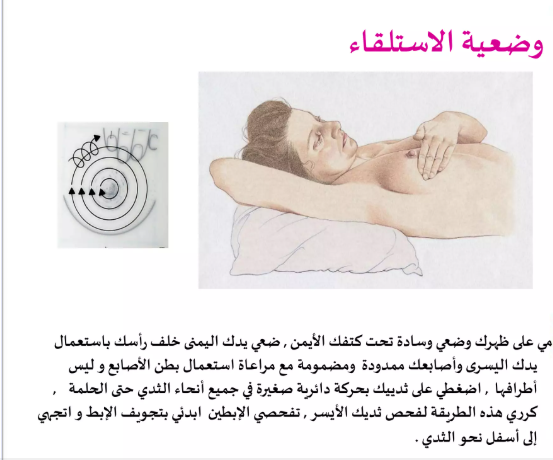 وضعية الاستلقاء
مي على ظهرك وضعي وسادة تحت كتفك الأيمن , ضعي يدك اليمنى خلف رأسك باستعمال
يدك اليسرى وأصابعك ممدودة ومضمومة مع مراعاة استعمال بطن الأصابع و ليس
أطرافها , اضغطي على ثدييك بحركة دائرية صغيرة في جميع أنحاء الثدي حتى الحلمة ,
كرري هذه الطريقة لفحص ثديك الأيسر , تفحصي الإبطين ابدئي بتجويف الإبط و اتجهي
إلى أسفل نحو الثدي .